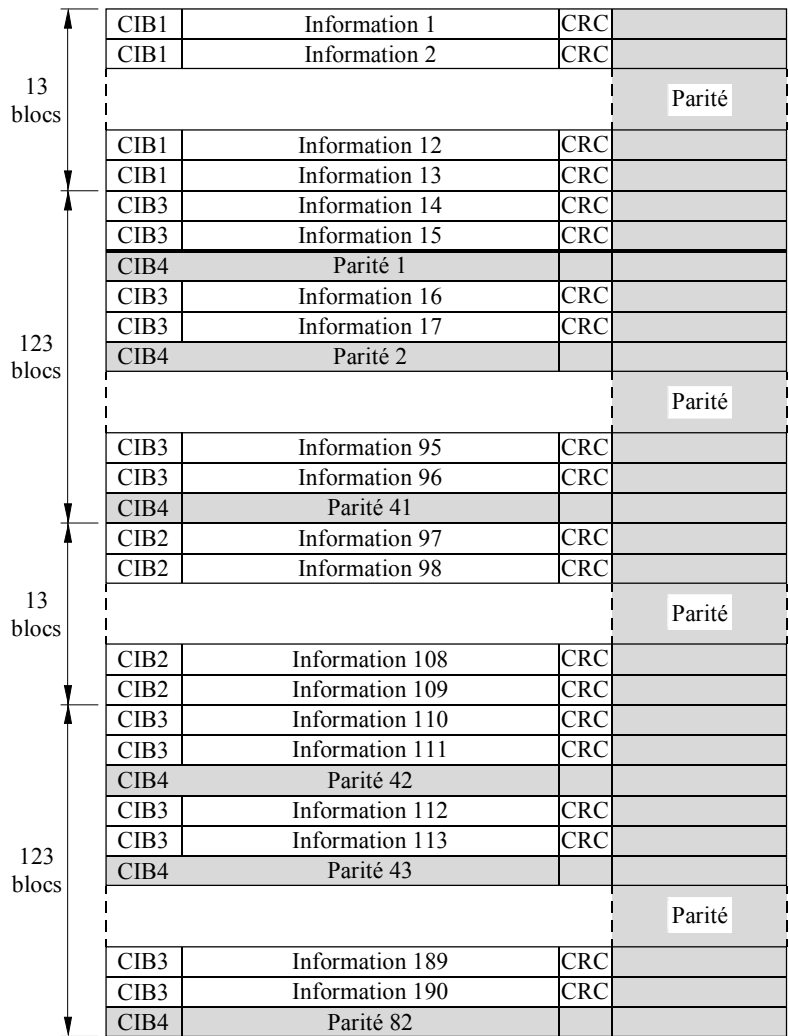 CIB1 Information 1 CRC
CIB1 Information 2 CRC
13 blocs
Parité
CIB1 Information 12 CRC
CIB1 Information 13 CRC
CIB3 Information 14 CRC
CIB3 Information 15 CRC
CIB4 Parité 1
CIB3 Information 16 CRC
CIB3 Information 17 CRC
123 blocs
CIB4 Parité 2
Parité
CIB3 Information 95 CRC
CIB3 Information 96 CRC
CIB4 Parité 41
CIB2 Information 97 CRC
CIB2 Information 98 CRC
13 blocs
Parité
CIB2 Information 108 CRC
CIB2 Information 109 CRC
CIB3 Information 110 CRC
CIB3 Information 111 CRC
CIB4 Parité 42
CIB3 Information 112 CRC
CIB3 Information 113 CRC
123 blocs
CIB4 Parité 43
Parité
CIB3 Information 189 CRC
CIB3 Information 190 CRC
CIB4 Parité 82